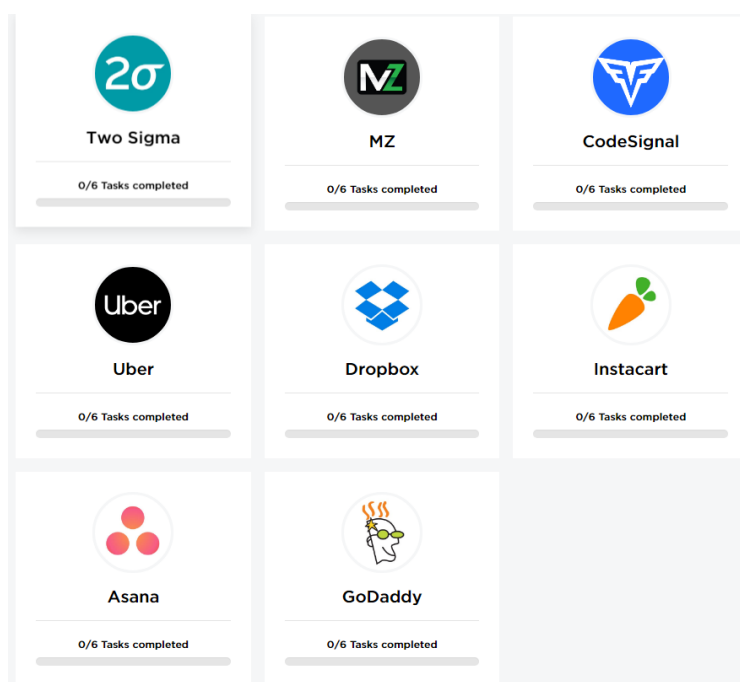 2σ
Two Sigma
0/6 Tasks completed
MZ
MZ
0/6 Tasks completed
CodeSignal
0/6 Tasks completed
Uber
Uber
0/6 Tasks completed
Dropbox
0/6 Tasks completed
Instacart
0/6 Tasks completed
Asana
0/6 Tasks completed
GoDaddy
0/6 Tasks completed